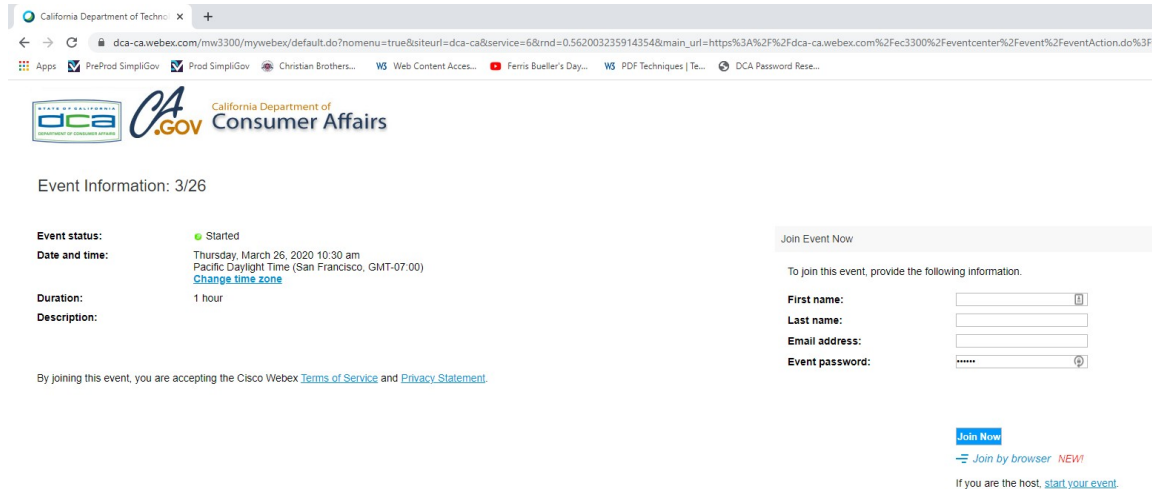 California Department of Techno
dca-ca.webex.com/mw3300/mywebex/default.do?nomenu=true&siteurl=dca-ca&service=6&rnd=0.562003235914354&main_url=https%3A%2F%2Fdca-ca.webex.com%2Fec3300%2Feventcenter%2Fevent%2FeventAction.do%3F
Apps PreProd SimpliGov Prod SimpliGov Christian Brothers... Web Content Acces... Ferris Bueller's Day... PDF Techniques | Te... DCA Password Rese...
STATE OF CALIFORNIA
dca
DEPARTMENT OF CONSUMER AFFAIRS
CA.GOV
California Department of
Consumer Affairs
Event Information: 3/26
Event status: Started
Date and time: Thursday, March 26, 2020 10:30 am
Pacific Daylight Time (San Francisco, GMT-07:00)
Change time zone
Duration: 1 hour
Description:
By joining this event, you are accepting the Cisco Webex Terms of Service and Privacy Statement.
Join Event Now
To join this event, provide the following information.
First name:
Last name:
Email address:
Event password: ••••••
Join Now
Join by browser NEW!
If you are the host, start your event.